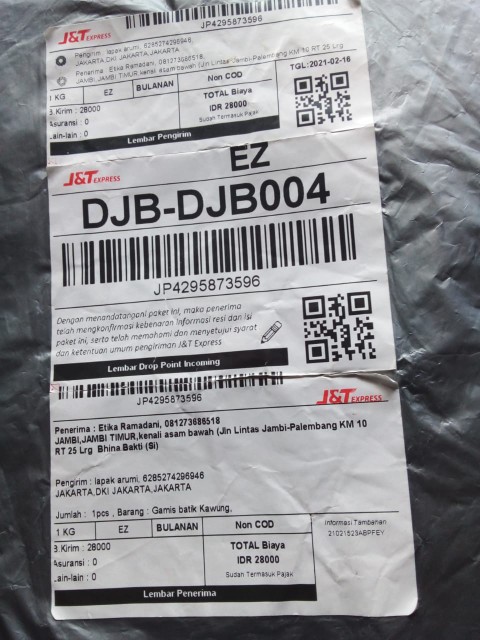 JP4295873596
J&T EXPRESS
Pengirim : lapak arumi, 6285274296946,
JAKARTA,DKI JAKARTA,JAKARTA
Penerima : Etika Ramadani, 081273686518,
JAMBI,JAMBI TIMUR,kenali asam bawah (Jln Lintas Jambi-Palembang KM 10 RT 25 Lrg
1 KG EZ BULANAN Non COD TGL:2021-02-16
B.Kirim : 28000 TOTAL Biaya
Asuransi : 0 IDR 28000
Lain-lain : 0 Sudah Termasuk Pajak
Lembar Pengirim
EZ
J&T EXPRESS
DJB-DJB004
JP4295873596
Dengan menandatangani paket ini, maka penerima
telah mengkonfirmasi kebenaran informasi resi dan isi
paket ini, serta telah memahami dan menyetujui syarat
dan ketentuan umum pengiriman J&T Express
Lembar Drop Point Incoming
JP4295873596
J&T EXPRESS
Penerima : Etika Ramadani, 081273686518
JAMBI,JAMBI TIMUR,kenali asam bawah (Jln Lintas Jambi-Palembang KM 10
RT 25 Lrg Bhina Bakti (Si)
Pengirim : lapak arumi, 6285274296946
JAKARTA,DKI JAKARTA,JAKARTA
Jumlah : 1pcs , Barang : Gamis batik Kawung,
1 KG EZ BULANAN Non COD Informasi Tambahan
B.Kirim : 28000 TOTAL Biaya 21021523ABPFEY
Asuransi : 0 IDR 28000
Lain-lain : 0 Sudah Termasuk Pajak
Lembar Penerima